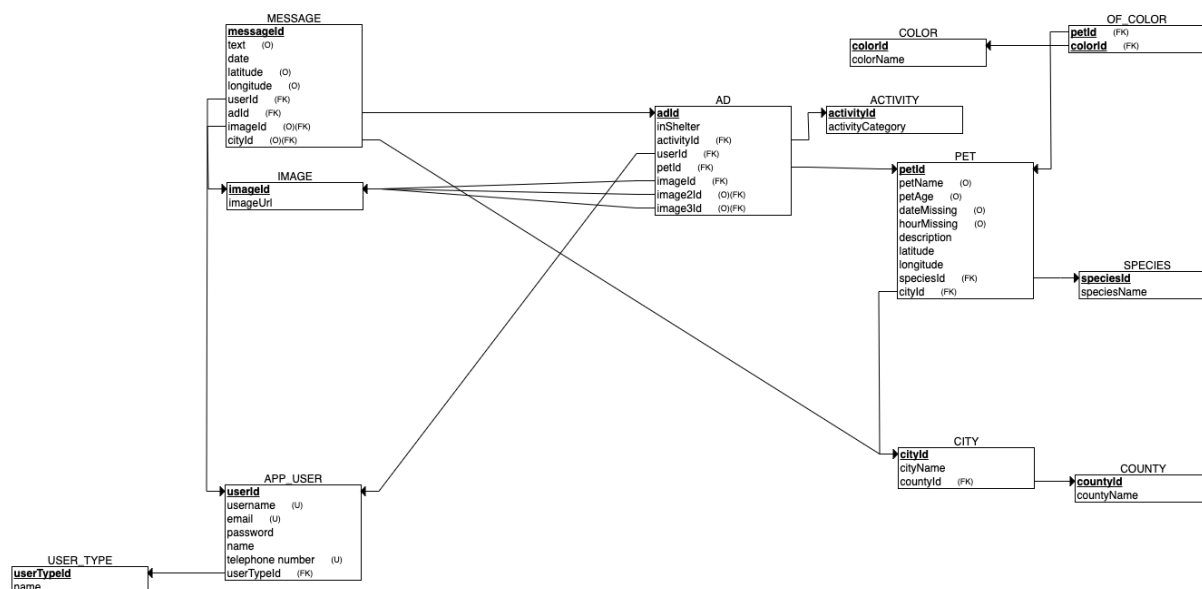 MESSAGE
messageId
text (O)
date
latitude (O)
longitude (O)
userId (FK)
adId (FK)
imageId (O)(FK)
cityId (O)(FK)
IMAGE
imageId
imageUrl
AD
adId
inShelter
activityId (FK)
userId (FK)
petId (FK)
imageId (FK)
image2Id (O)(FK)
image3Id (O)(FK)
COLOR
colorId
colorName
OF_COLOR
petId (FK)
colorId (FK)
ACTIVITY
activityId
activityCategory
PET
petId
petName (O)
petAge (O)
dateMissing (O)
hourMissing (O)
description
latitude
longitude
speciesId (FK)
cityId (FK)
SPECIES
speciesId
speciesName
CITY
cityId
cityName
countyId (FK)
COUNTY
countyId
countyName
APP_USER
userId
username (U)
email (U)
password
name
telephone number (U)
userTypeId (FK)
USER_TYPE
userTypeId
name